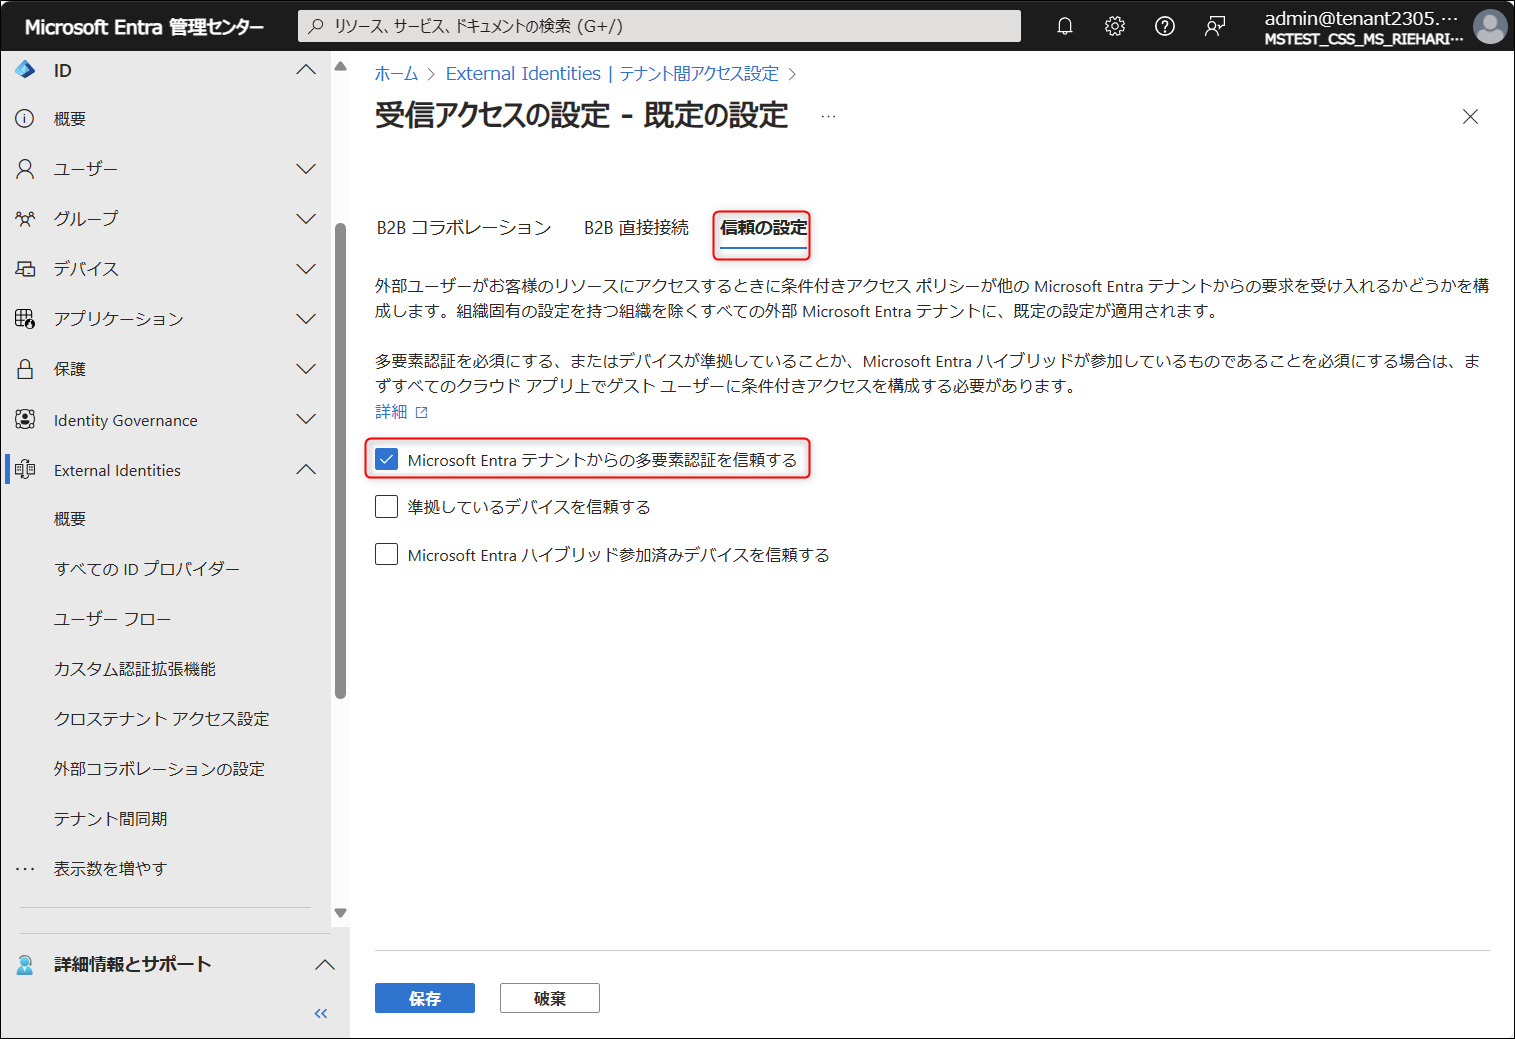 Microsoft Entra 管理センター
リソース、サービス、ドキュメントの検索 (G+/)
admin@tenant2305.…
MSTEST_CSS_MS_RIEHARI…
ID
概要
ユーザー
グループ
デバイス
アプリケーション
保護
Identity Governance
External Identities
概要
すべての ID プロバイダー
ユーザー フロー
カスタム認証拡張機能
クロステナント アクセス設定
外部コラボレーションの設定
テナント間同期
… 表示数を増やす
詳細情報とサポート
«
ホーム > External Identities | テナント間アクセス設定 >
受信アクセスの設定 - 既定の設定 …
B2B コラボレーション B2B 直接接続 信頼の設定
外部ユーザーがお客様のリソースにアクセスするときに条件付きアクセス ポリシーが他の Microsoft Entra テナントからの要求を受け入れるかどうかを構
成します。組織固有の設定を持つ組織を除くすべての外部 Microsoft Entra テナントに、既定の設定が適用されます。
多要素認証を必須にする、またはデバイスが準拠していることか、Microsoft Entra ハイブリッドが参加しているものであることを必須にする場合は、ま
ずすべてのクラウド アプリ上でゲスト ユーザーに条件付きアクセスを構成する必要があります。
詳細
Microsoft Entra テナントからの多要素認証を信頼する
準拠しているデバイスを信頼する
Microsoft Entra ハイブリッド参加済みデバイスを信頼する
保存 破棄